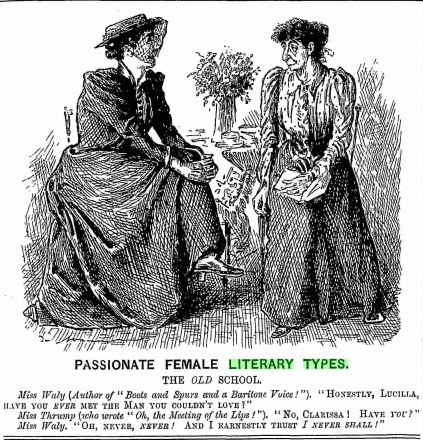 PASSIONATE FEMALE LITERARY TYPES.
THE OLD SCHOOL.
Miss Waly (Author of "Boots and Spurs and a Baritone Voice!"). "HONESTLY, LUCILLA,
HAVE YOU EVER MET THE MAN YOU COULDN'T LOVE?"
Miss Thrump (who wrote "Oh, the Meeting of the Lips!"). "NO, CLARISSA! HAVE YOU?"
Miss Waly. "OH, NEVER, NEVER! AND I EARNESTLY TRUST I NEVER SHALL!"